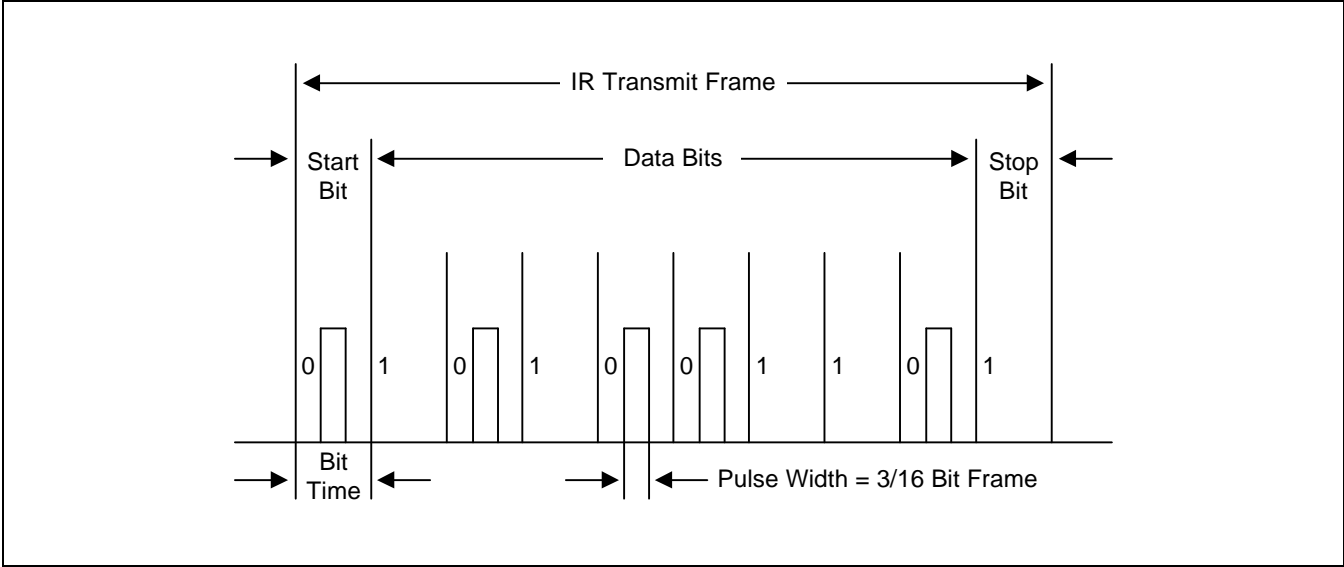 IR Transmit Frame
Start
Bit
Data Bits
Stop
Bit
0 1 0 1 0 0 1 1 0 1
Bit
Time
Pulse Width = 3/16 Bit Frame